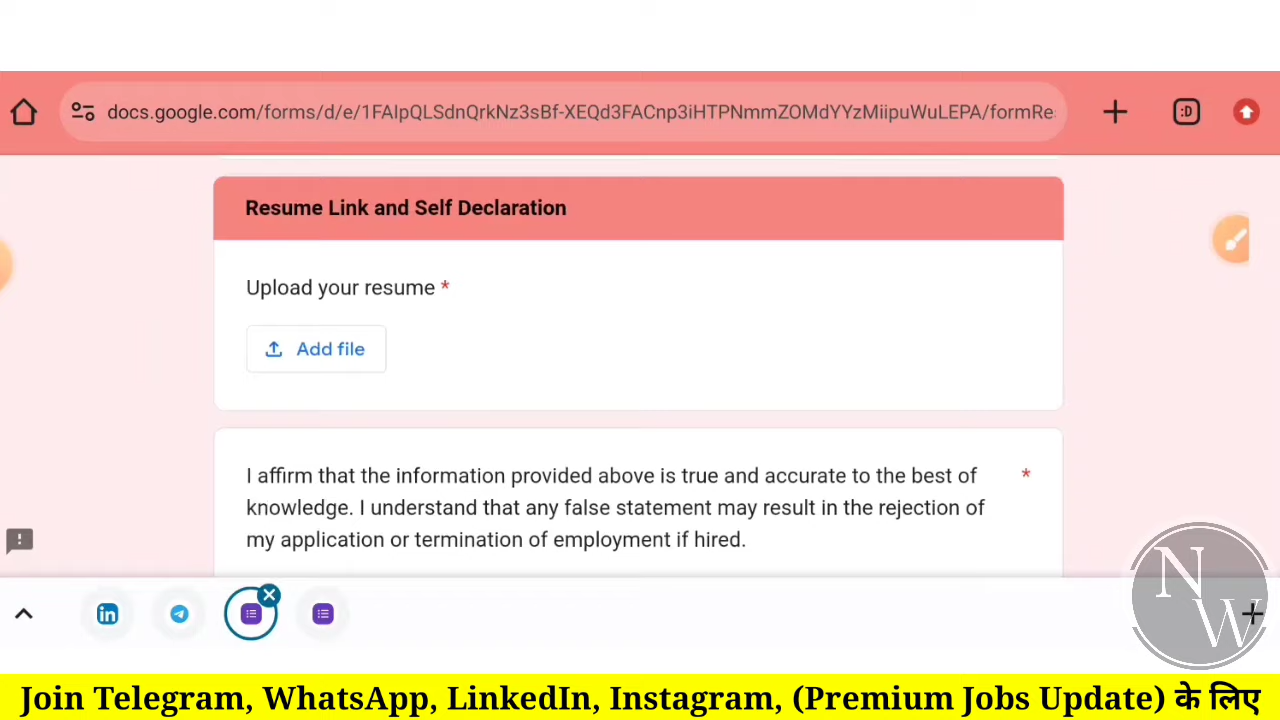 docs.google.com/forms/d/e/1FAIpQLSdnQrkNz3sBf-XEQd3FACnp3iHTPNmmZOMdYYzMiipuWuLEPA/formRe
:D
Resume Link and Self Declaration
Upload your resume *
Add file
I affirm that the information provided above is true and accurate to the best of *
knowledge. I understand that any false statement may result in the rejection of
my application or termination of employment if hired.
in
NW
Join Telegram, WhatsApp, LinkedIn, Instagram, (Premium Jobs Update) के लिए